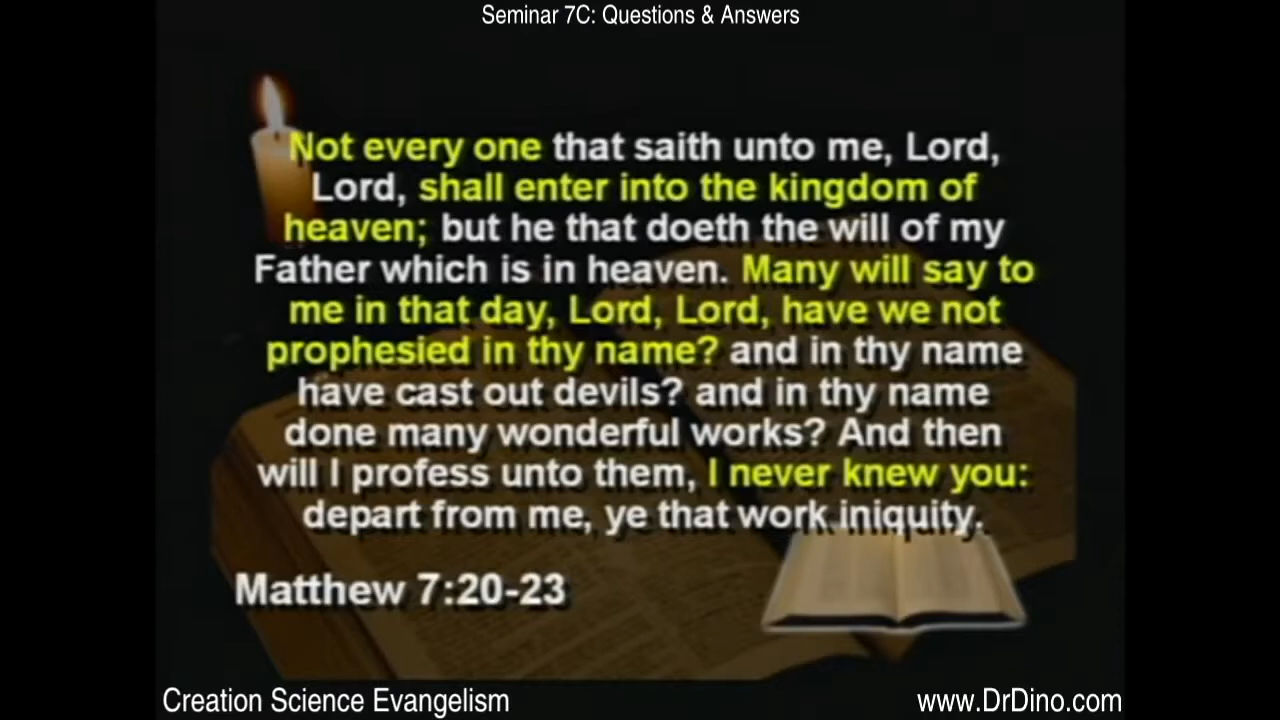 Seminar 7C: Questions & Answers
Not every one that saith unto me, Lord,
Lord, shall enter into the kingdom of
heaven; but he that doeth the will of my
Father which is in heaven. Many will say to
me in that day, Lord, Lord, have we not
prophesied in thy name? and in thy name
have cast out devils? and in thy name
done many wonderful works? And then
will I profess unto them, I never knew you:
depart from me, ye that work iniquity.
Matthew 7:20-23
Creation Science Evangelism
www.DrDino.com